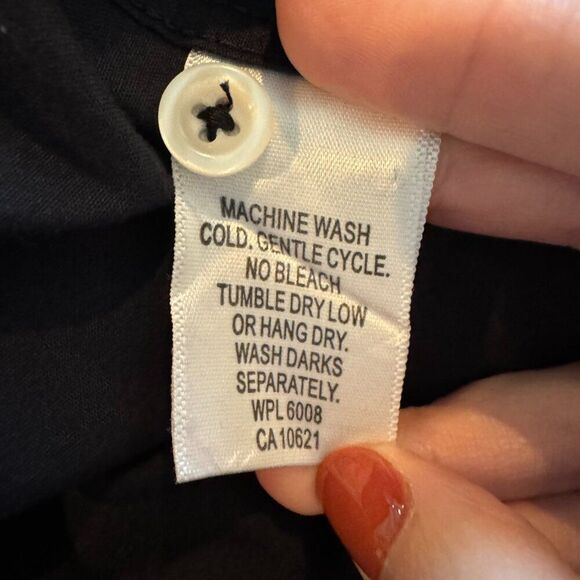 MACHINE WASH
COLD. GENTLE CYCLE.
NO BLEACH
TUMBLE DRY LOW
OR HANG DRY.
WASH DARKS
SEPARATELY.
WPL 6008
CA 10621